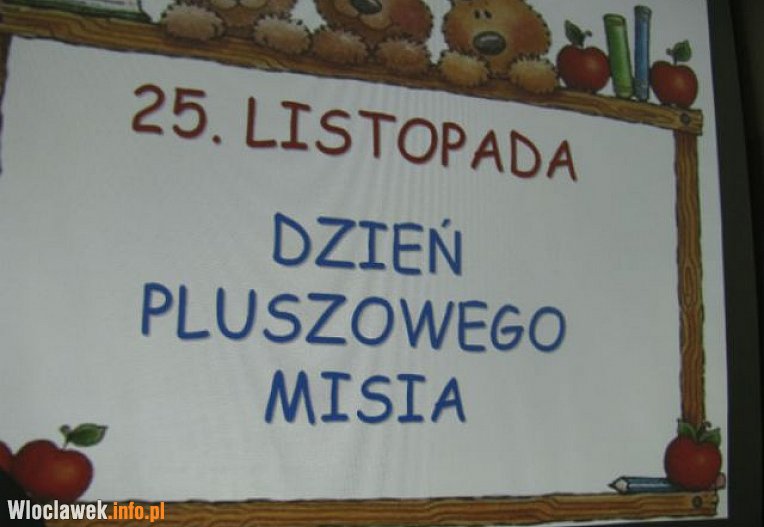 25. LISTOPADA
DZIEŃ
PLUSZOWEGO
MISIA
Wloclawek.info.pl